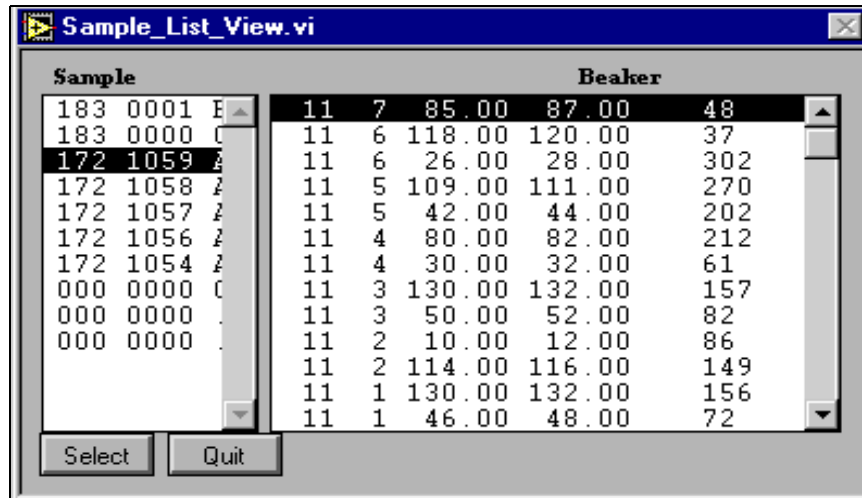 Sample_List_View.vi
Sample
183 0001
183 0000
172 1059
172 1058
172 1057
172 1056
172 1054
000 0000
000 0000
000 0000
Beaker
11 7 85.00 87.00 48
11 6 118.00 120.00 37
11 6 26.00 28.00 302
11 5 109.00 111.00 270
11 5 42.00 44.00 202
11 4 80.00 82.00 212
11 4 30.00 32.00 61
11 3 130.00 132.00 157
11 3 50.00 52.00 82
11 2 10.00 12.00 86
11 2 114.00 116.00 149
11 1 130.00 132.00 156
11 1 46.00 48.00 72
Select Quit